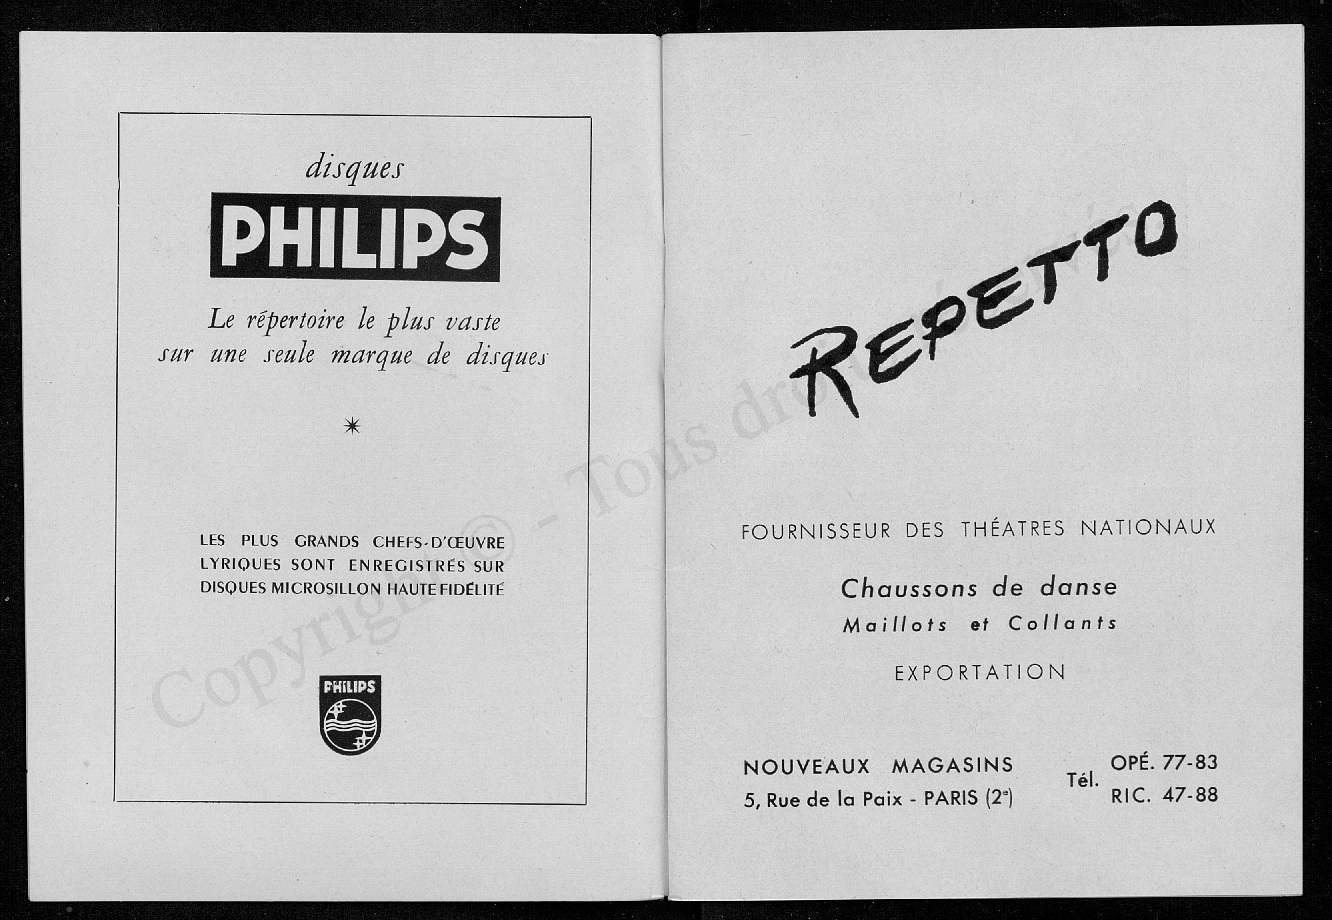 disques
PHILIPS
Le répertoire le plus vaste
sur une seule marque de disques
LES PLUS GRANDS CHEFS-D'ŒUVRE
LYRIQUES SONT ENREGISTRÉS SUR
DISQUES MICROSILLON HAUTE FIDÉLITÉ
PHILIPS
REPETTO
FOURNISSEUR DES THÉATRES NATIONAUX
Chaussons de danse
Maillots et Collants
EXPORTATION
NOUVEAUX MAGASINS
5, Rue de la Paix - PARIS (2e)
Tél.
OPÉ. 77-83
RIC. 47-88
Copyright © - Tous